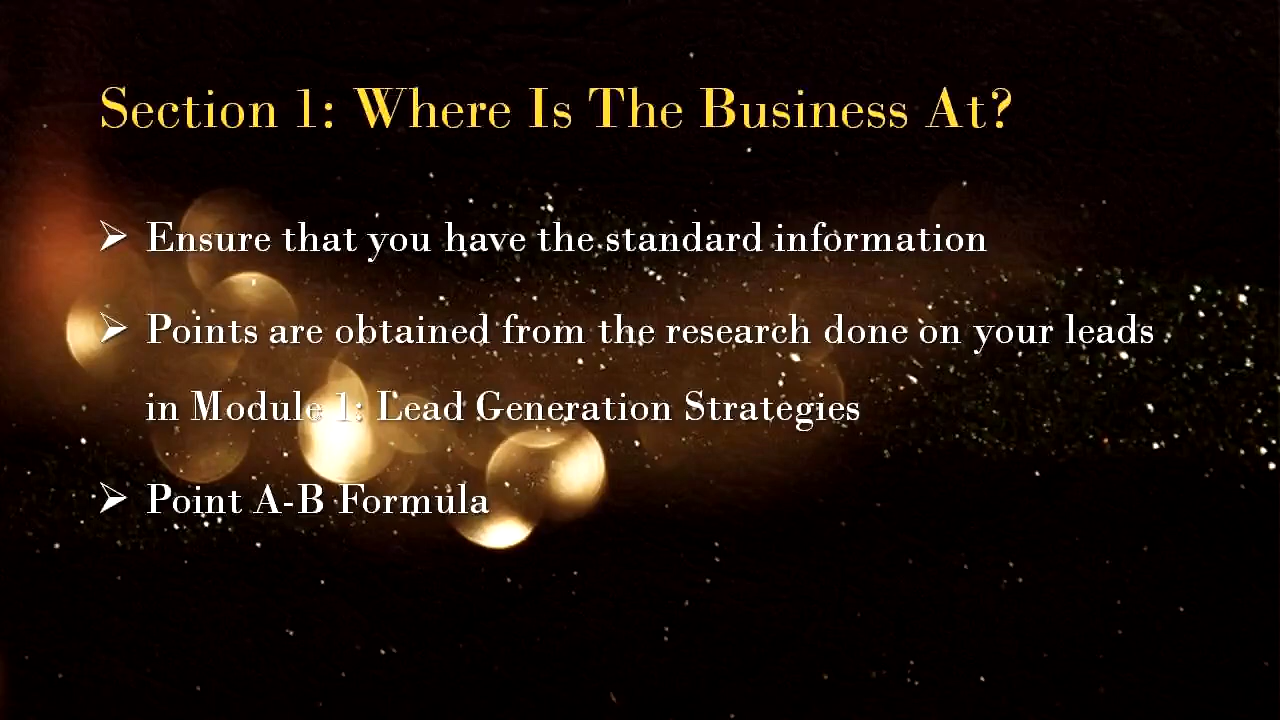 Section 1: Where Is The Business At?
➢ Ensure that you have the standard information
➢ Points are obtained from the research done on your leads
in Module 1: Lead Generation Strategies
➢ Point A-B Formula